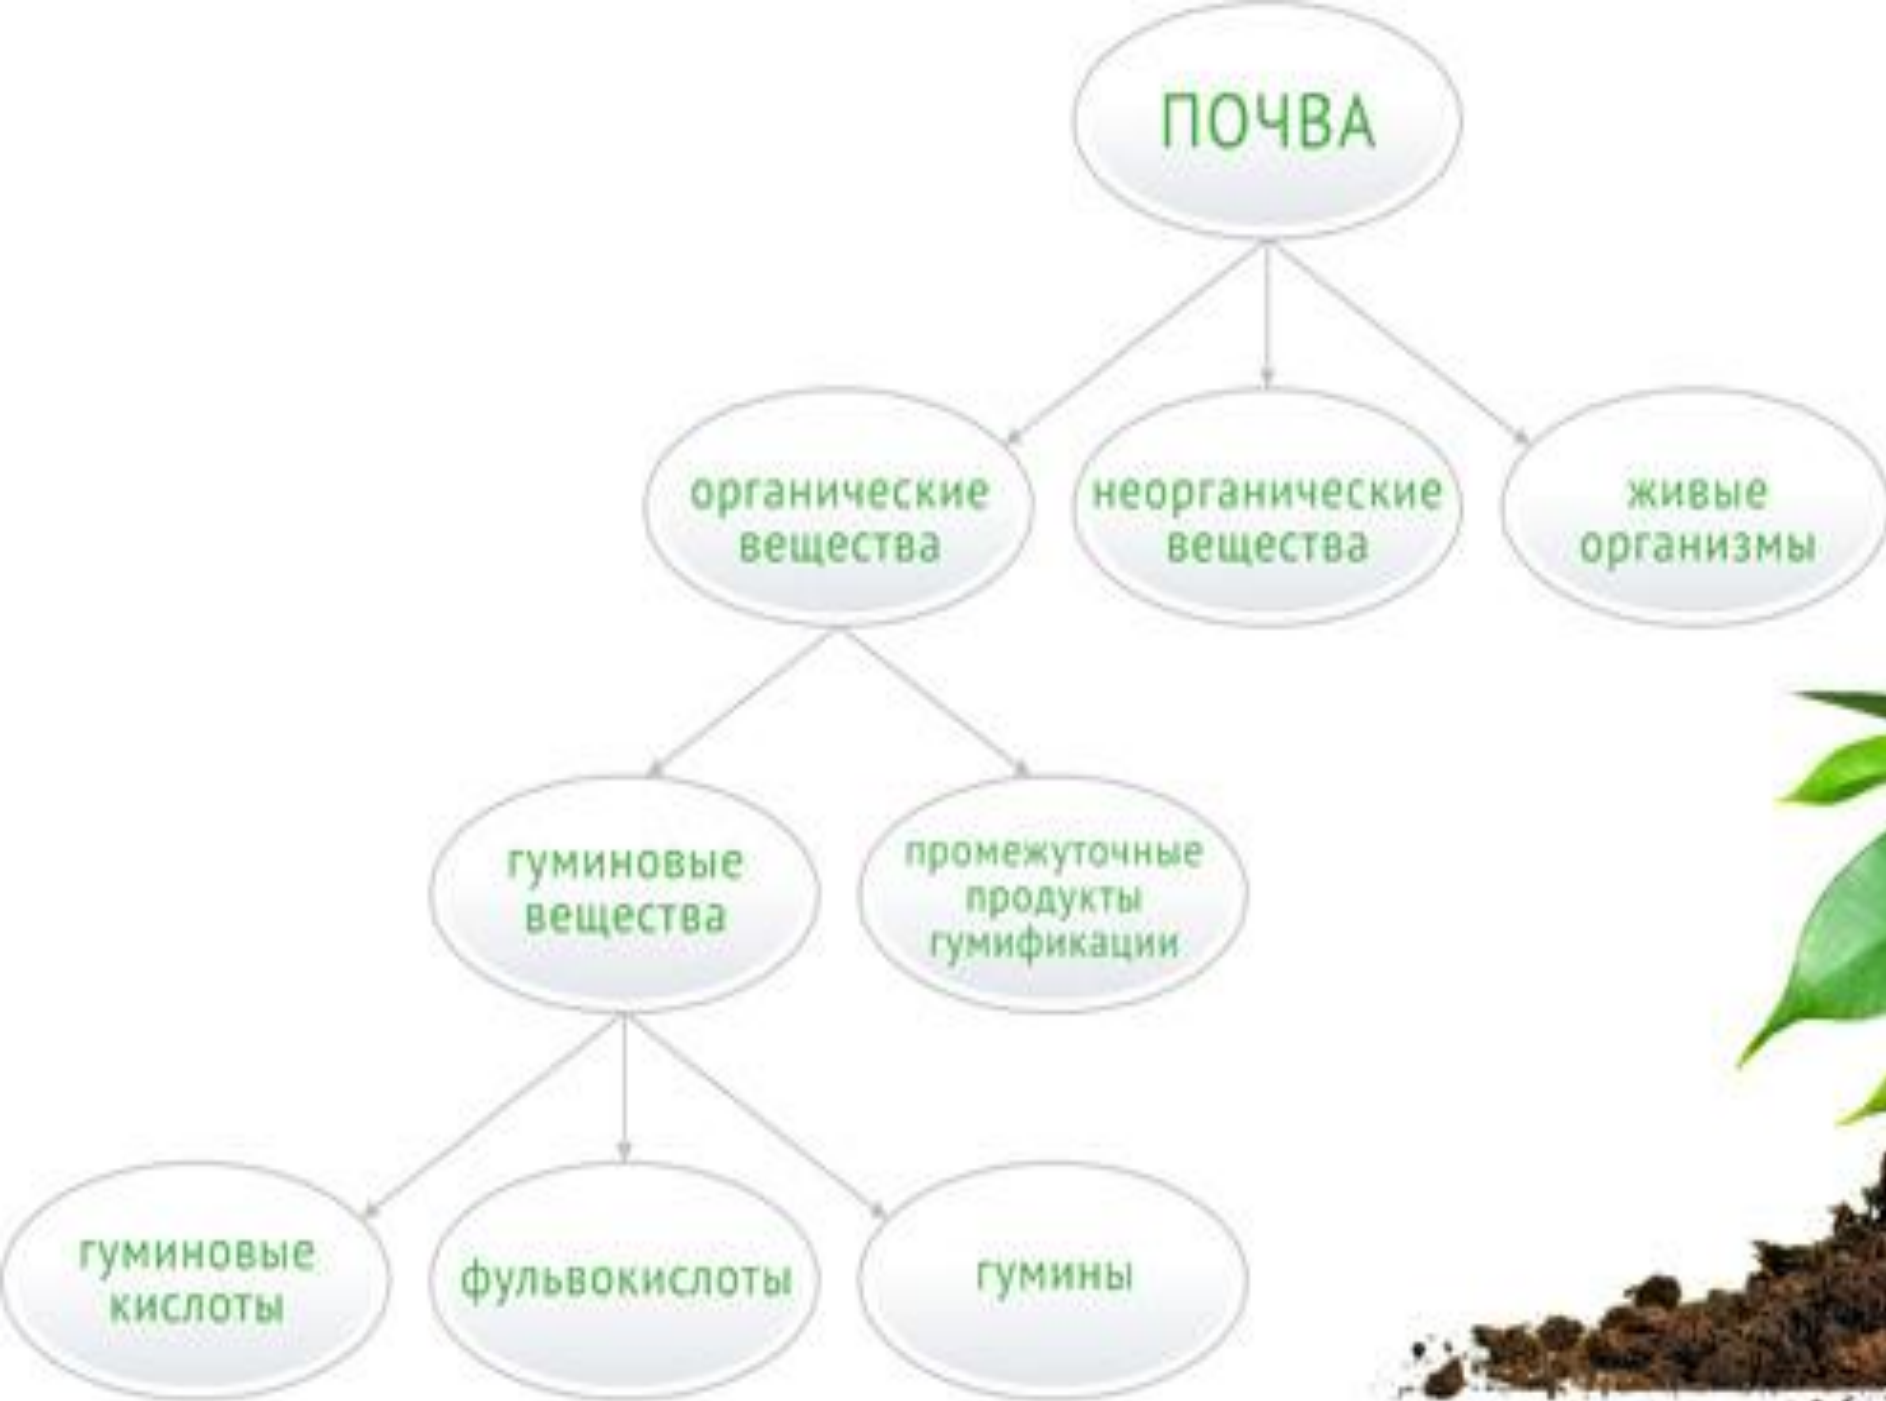 ПОЧВА
органические
вещества
неорганические
вещества
живые
организмы
гуминовые
вещества
промежуточные
продукты
гумификации
гуминовые
кислоты
фульвокислоты
гумины